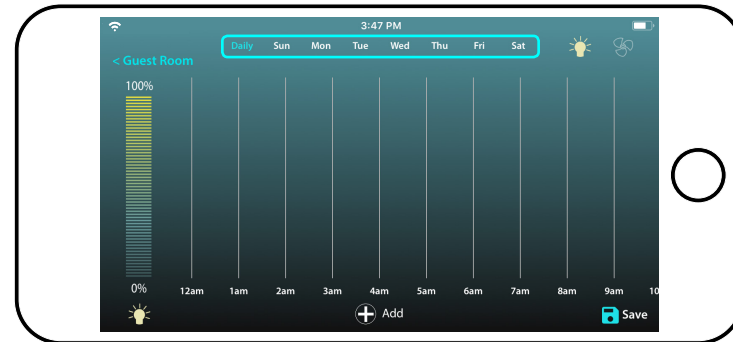 3:47 PM
Daily Sun Mon Tue Wed Thu Fri Sat
< Guest Room
100%
0%
12am 1am 2am 3am 4am 5am 6am 7am 8am 9am 10
Add
Save